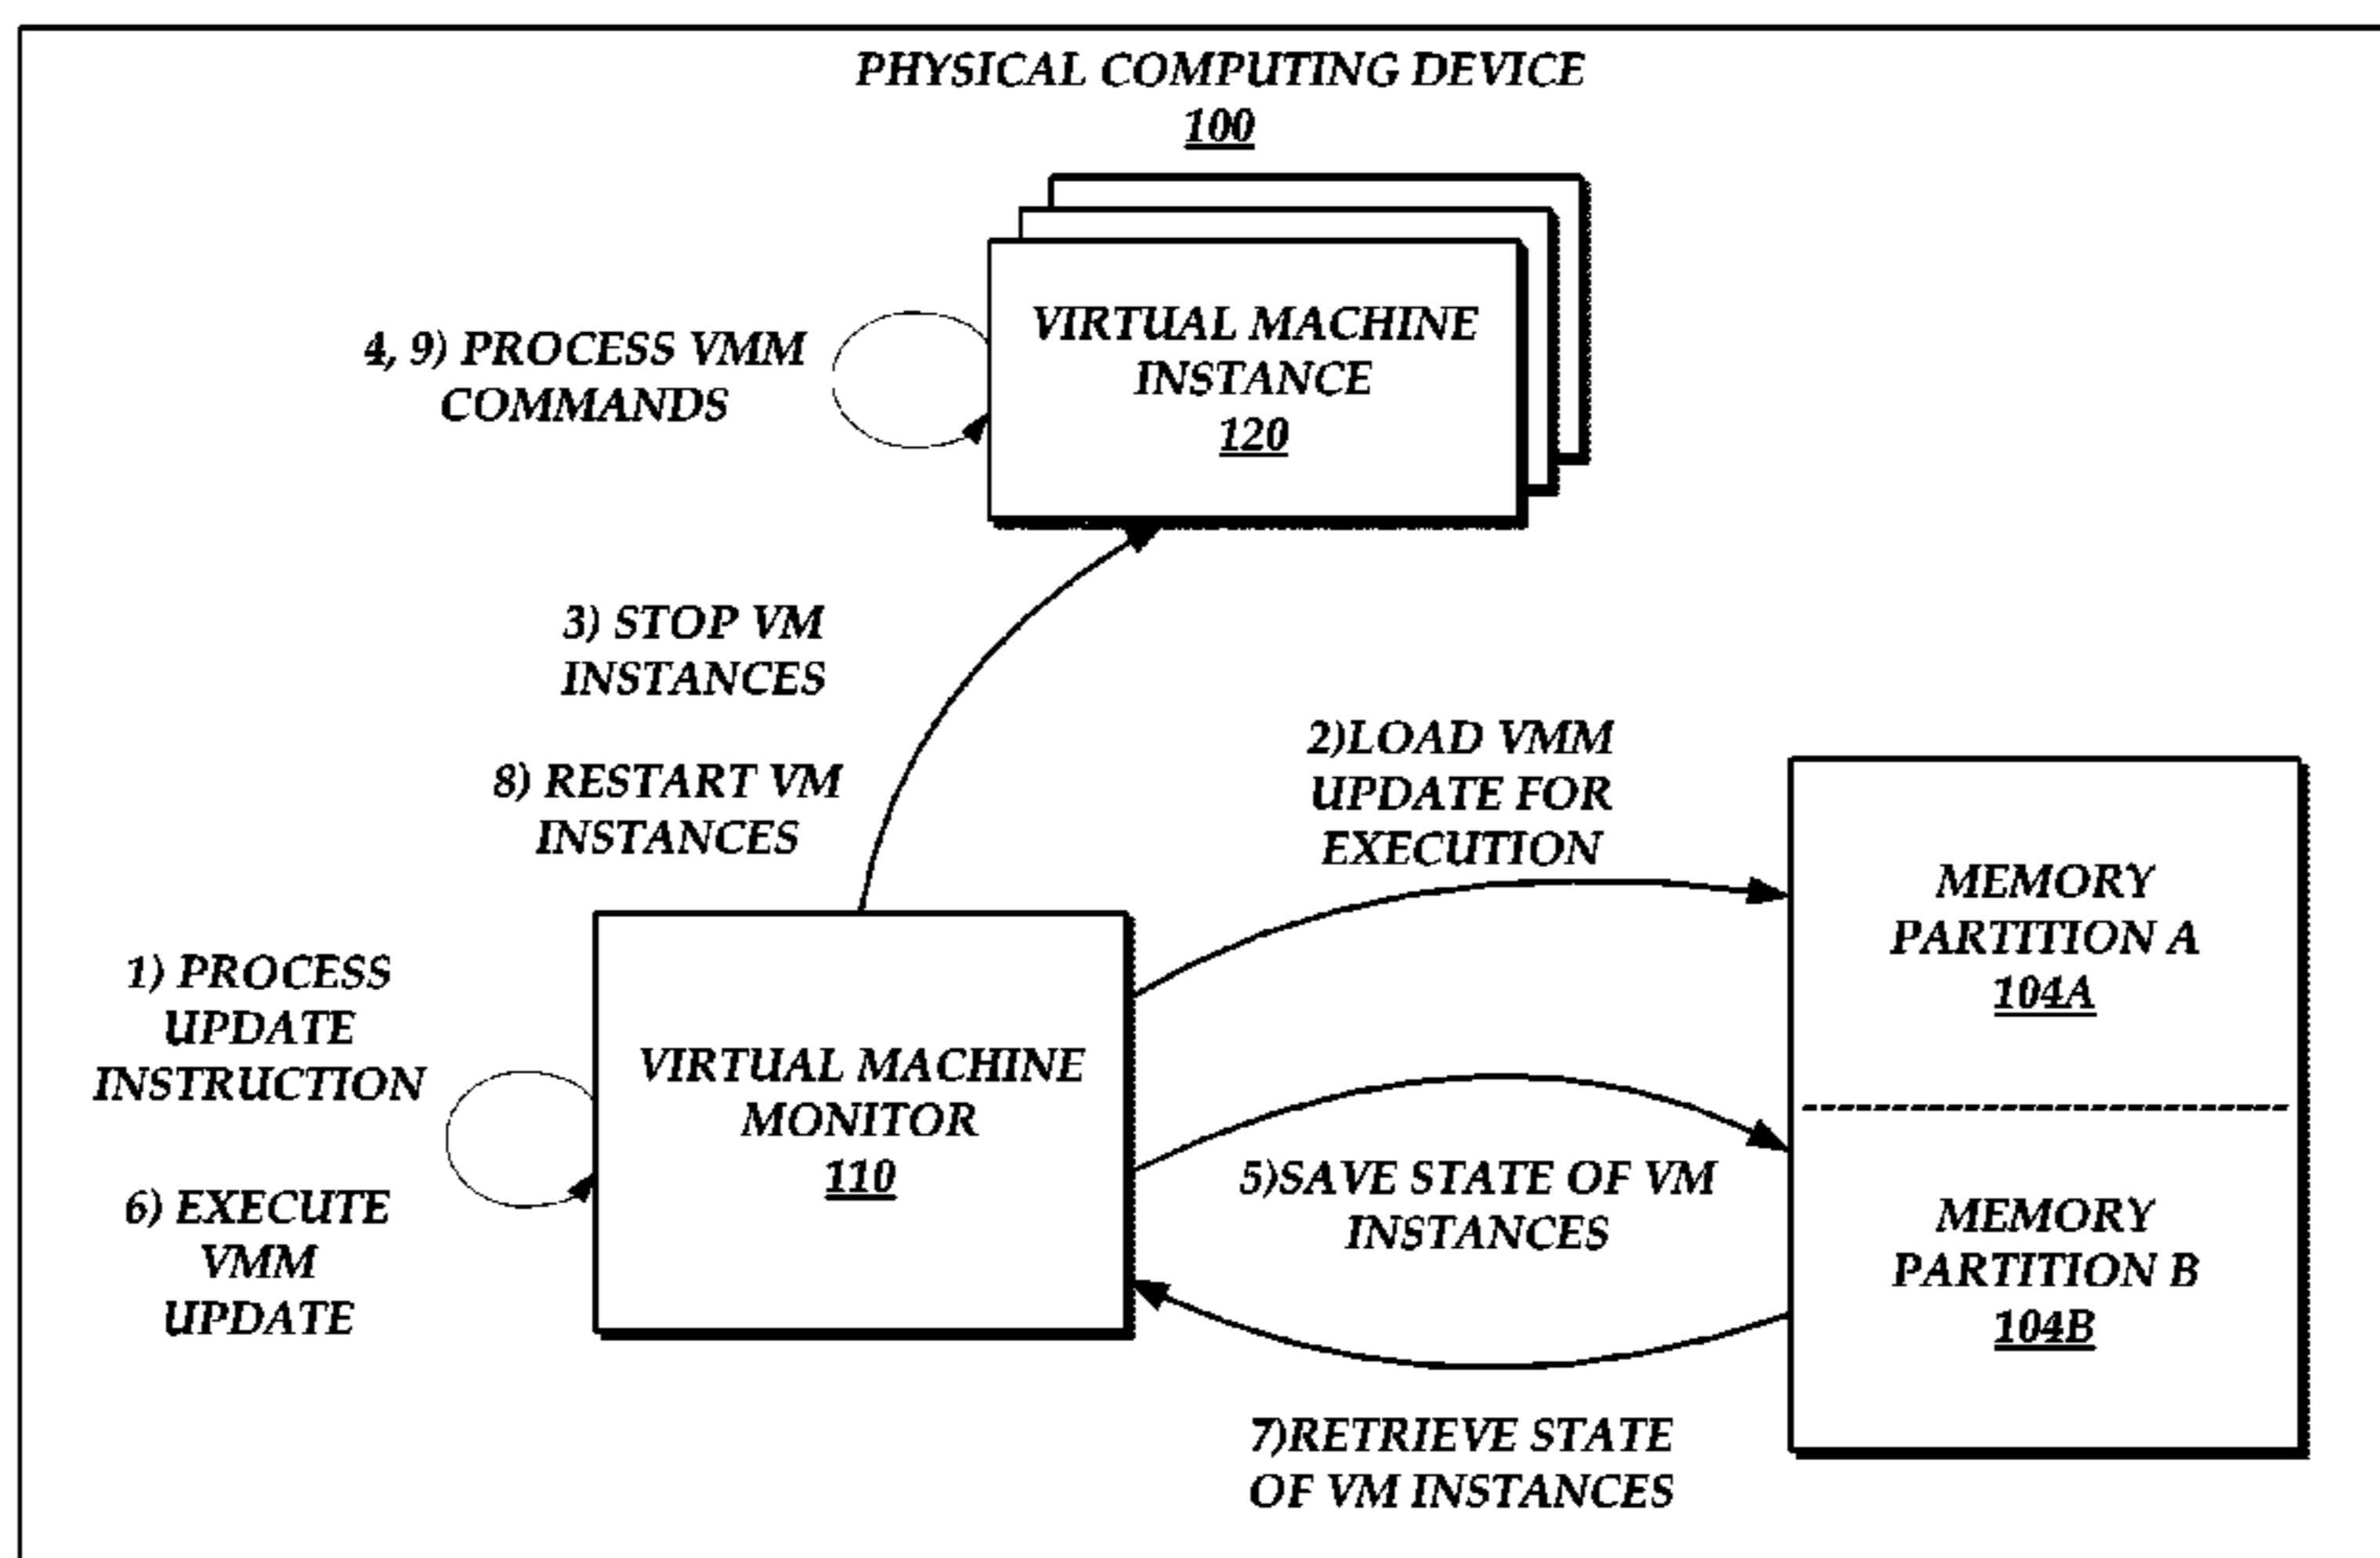 PHYSICAL COMPUTING DEVICE
100
4, 9) PROCESS VMM
COMMANDS
VIRTUAL MACHINE
INSTANCE
120
3) STOP VM
INSTANCES
8) RESTART VM
INSTANCES
2)LOAD VMM
UPDATE FOR
EXECUTION
1) PROCESS
UPDATE
INSTRUCTION
6) EXECUTE
VMM
UPDATE
VIRTUAL MACHINE
MONITOR
110
5)SAVE STATE OF VM
INSTANCES
7)RETRIEVE STATE
OF VM INSTANCES
MEMORY
PARTITION A
104A
MEMORY
PARTITION B
104B